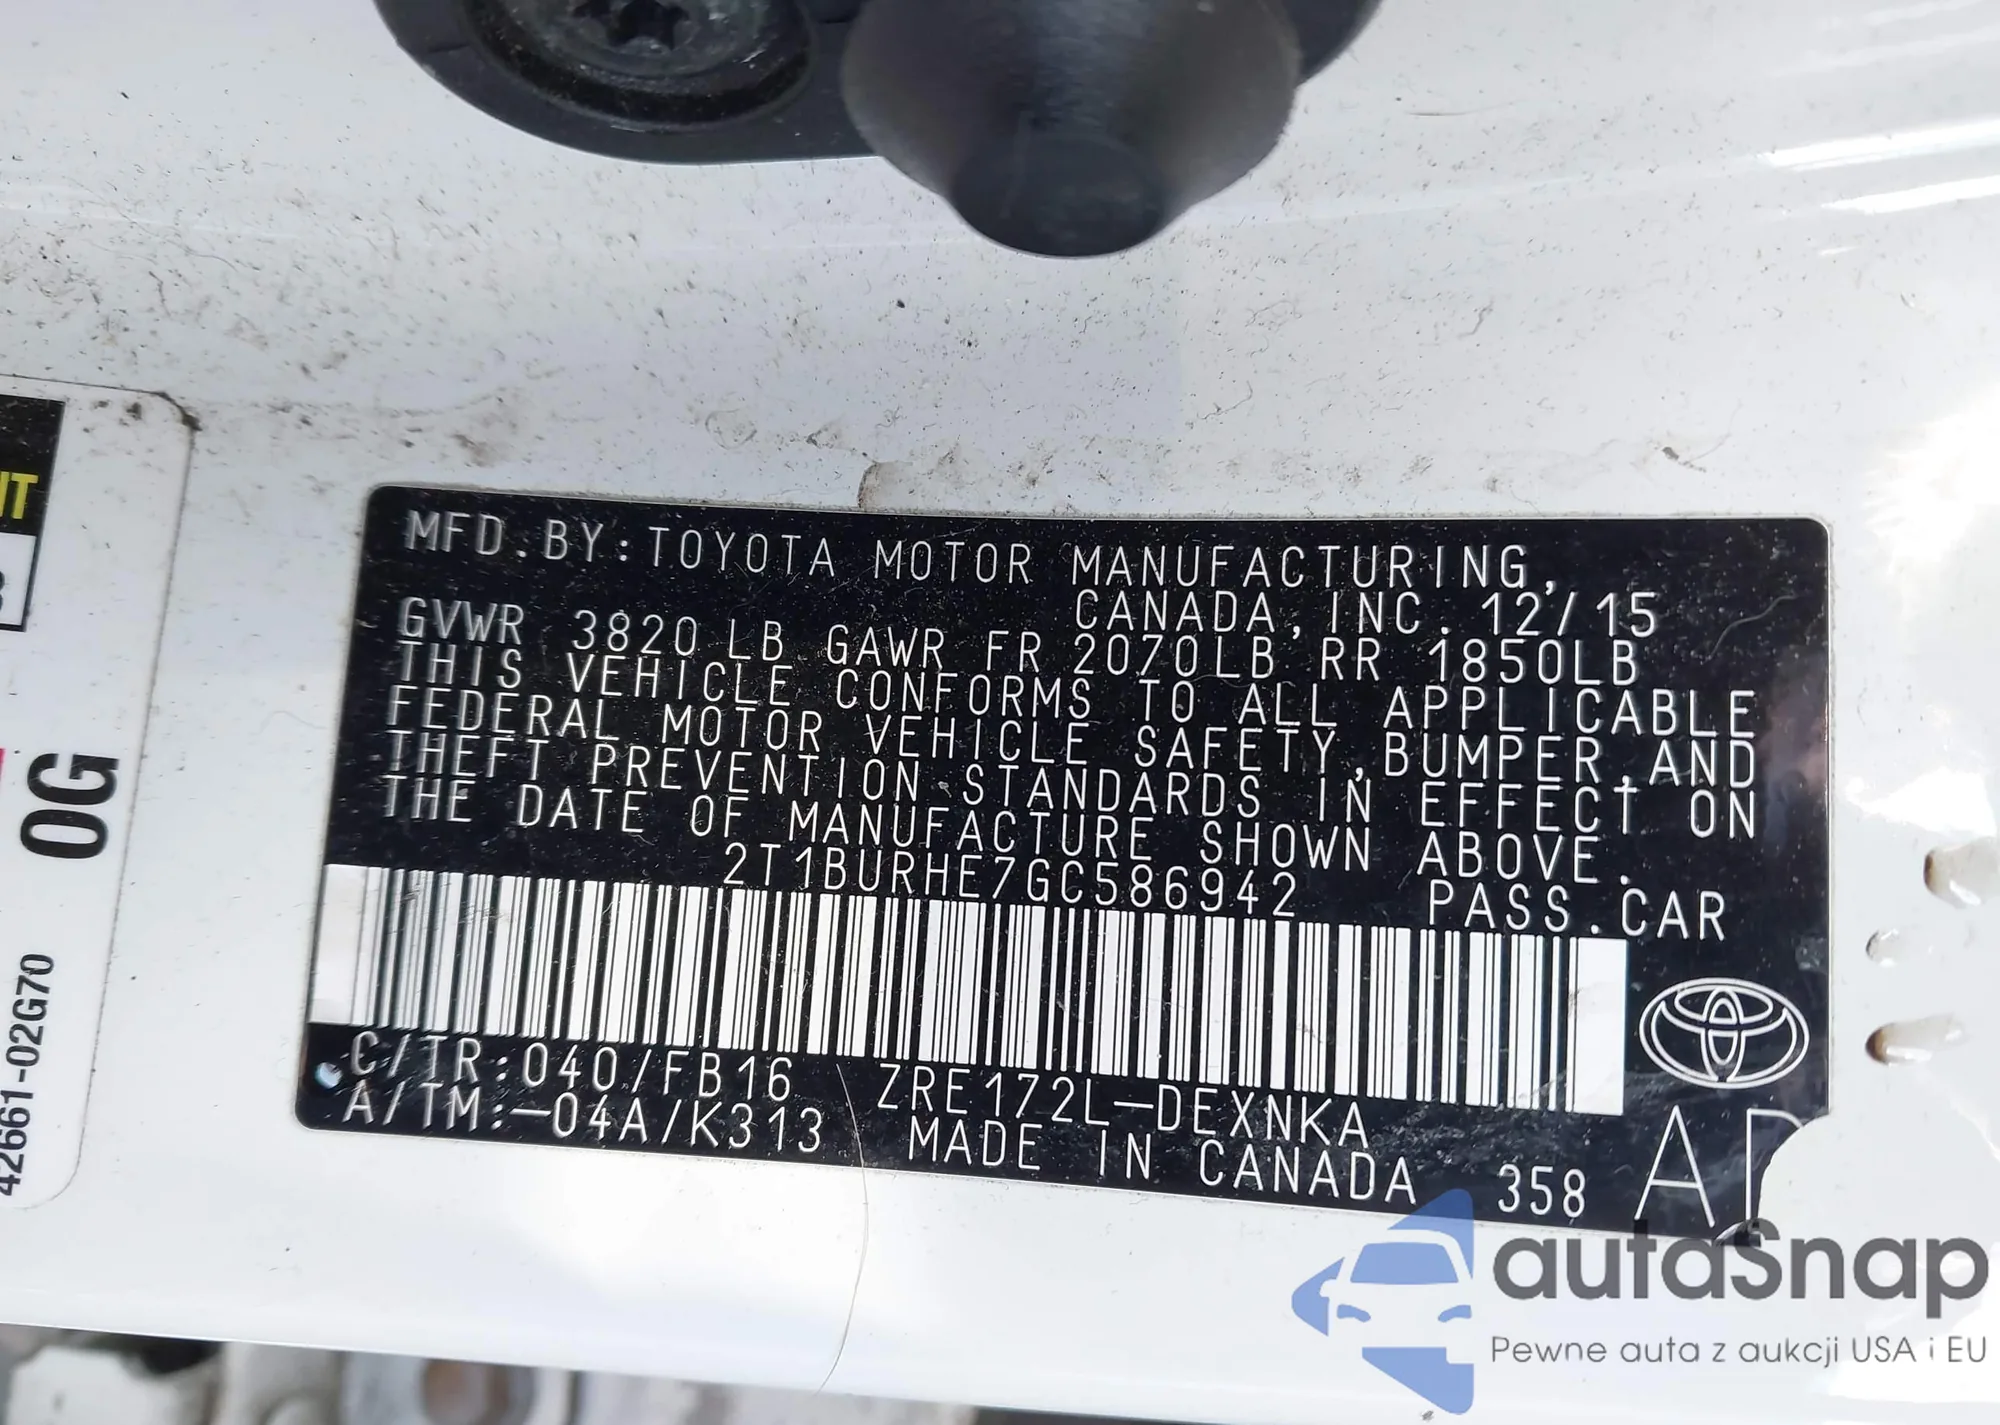 MFD.BY:TOYOTA MOTOR MANUFACTURING,
CANADA, INC. 12/15
GVWR 3820LB GAWR FR 2070LB RR 1850LB
THIS VEHICLE CONFORMS TO ALL APPLICABLE
FEDERAL MOTOR VEHICLE SAFETY,BUMPER,AND
THEFT PREVENTION STANDARDS IN EFFECT ON
THE DATE OF MANUFACTURE SHOWN ABOVE.
2T1BURHE7GC586942 PASS.CAR
C/TR:040/FB16 ZRE172L-DEXNKA
A/TM:-04A/K313 MADE IN CANADA 358
0G
42661-02G70
autaSnap
Pewne auta z aukcji USA i EU